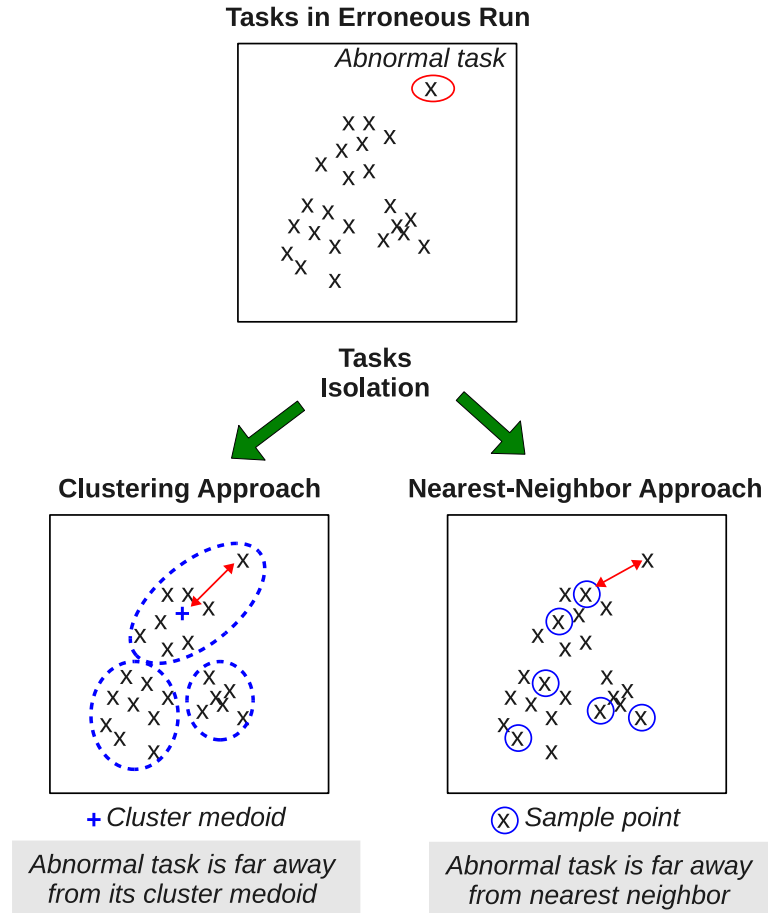 Tasks in Erroneous Run
Abnormal task
Tasks
Isolation
Clustering Approach
Nearest-Neighbor Approach
+ Cluster medoid
x Sample point
Abnormal task is far away
from its cluster medoid
Abnormal task is far away
from nearest neighbor